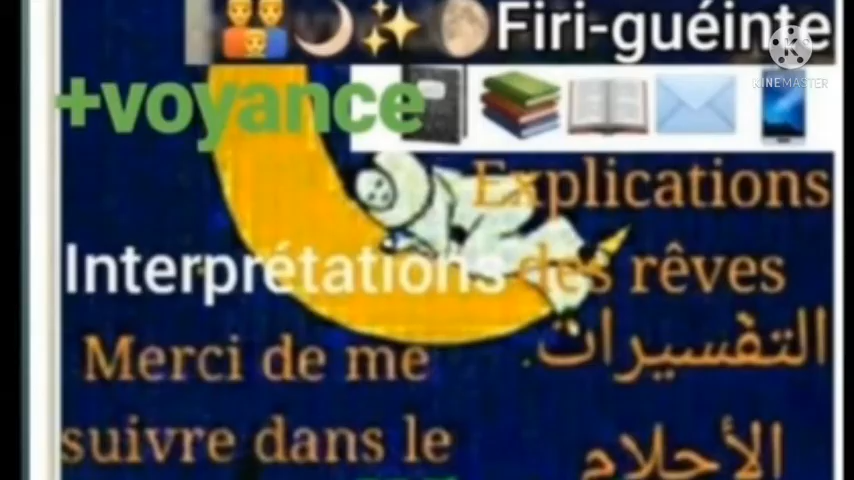 Firi-guéinte
KINEMASTER
+voyance
Explications
Interprétations des rêves
التفسيرات
Merci de me
suivre dans le
الأحلام